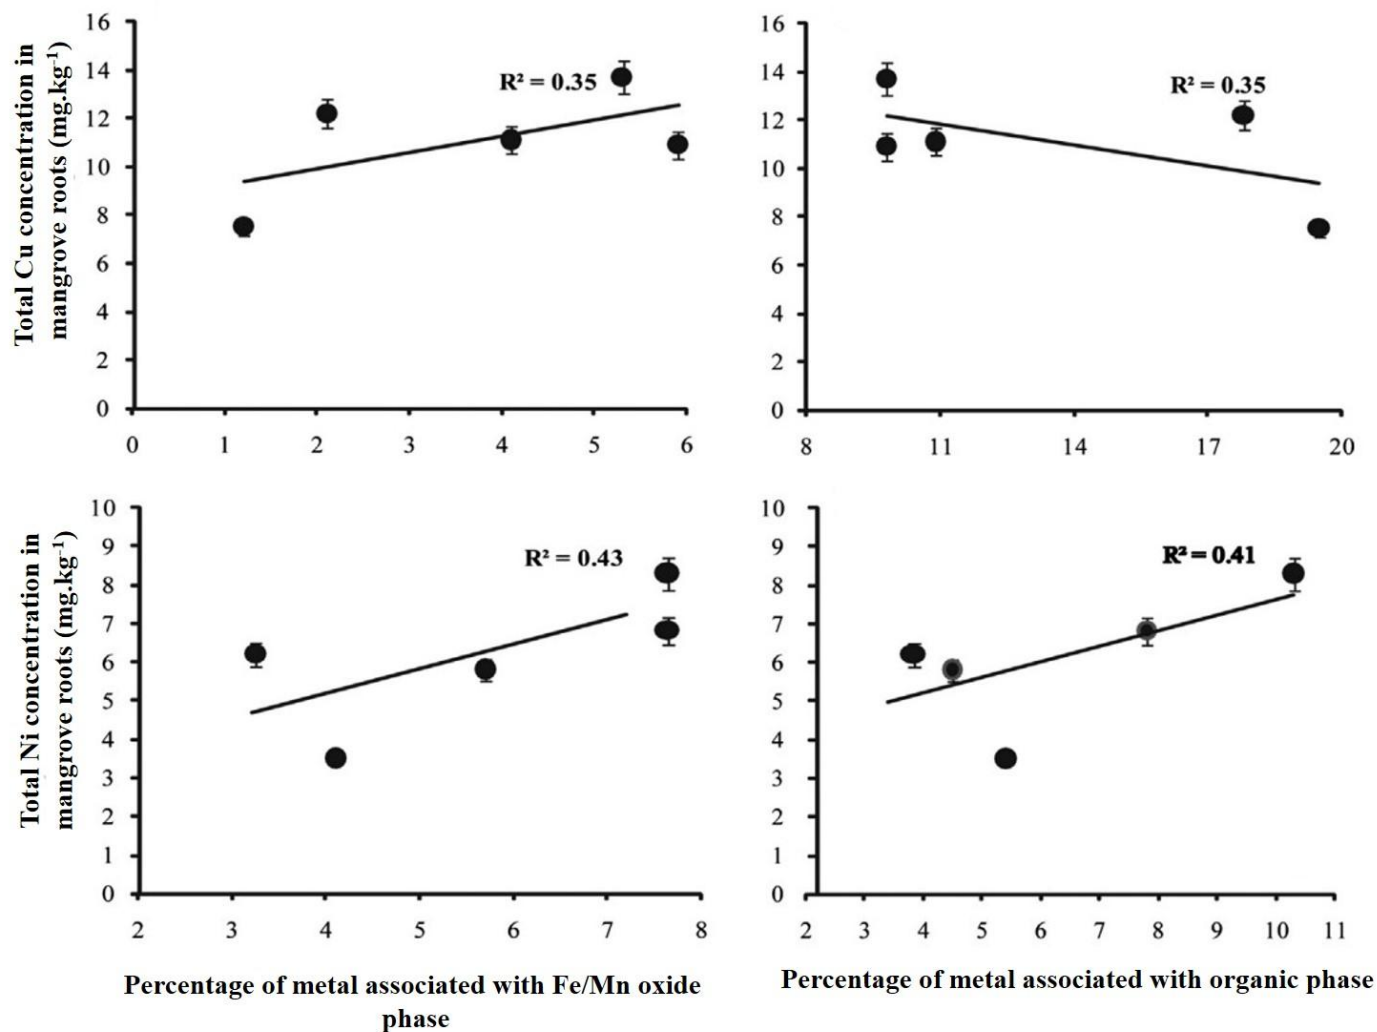 Total Cu concentration in
mangrove roots (mg.kg⁻¹)
16
14
12
10
8
6
4
2
0
R² = 0.35
0 1 2 3 4 5 6
16
14
12
10
8
6
4
2
0
R² = 0.35
8 11 14 17 20
Total Ni concentration in
mangrove roots (mg.kg⁻¹)
10
9
8
7
6
5
4
3
2
1
0
R² = 0.43
2 3 4 5 6 7 8
Percentage of metal associated with Fe/Mn oxide
phase
10
9
8
7
6
5
4
3
2
1
0
R² = 0.41
2 3 4 5 6 7 8 9 10 11
Percentage of metal associated with organic phase